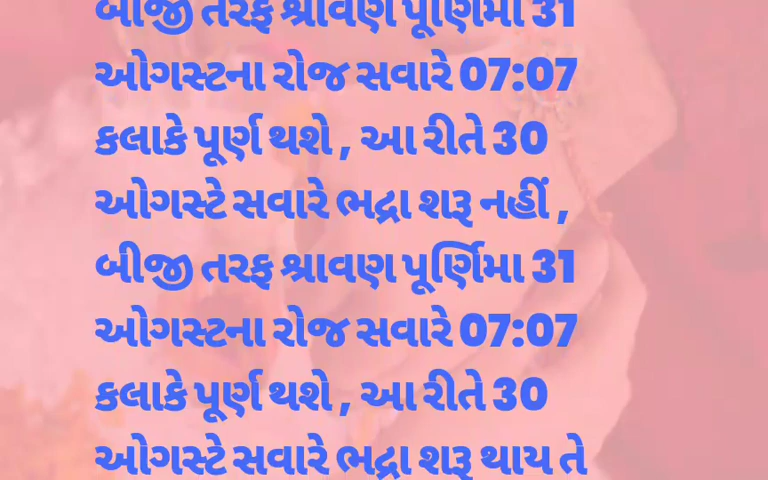 બીજી તરફ શ્રાવણ પૂર્ણિમા 31
ઓગસ્ટના રોજ સવારે 07:07
કલાકે પૂર્ણ થશે , આ રીતે 30
ઓગસ્ટે સવારે ભદ્રા શરૂ નહીં ,
બીજી તરફ શ્રાવણ પૂર્ણિમા 31
ઓગસ્ટના રોજ સવારે 07:07
કલાકે પૂર્ણ થશે , આ રીતે 30
ઓગસ્ટે સવારે ભદ્રા શરૂ થાય તે